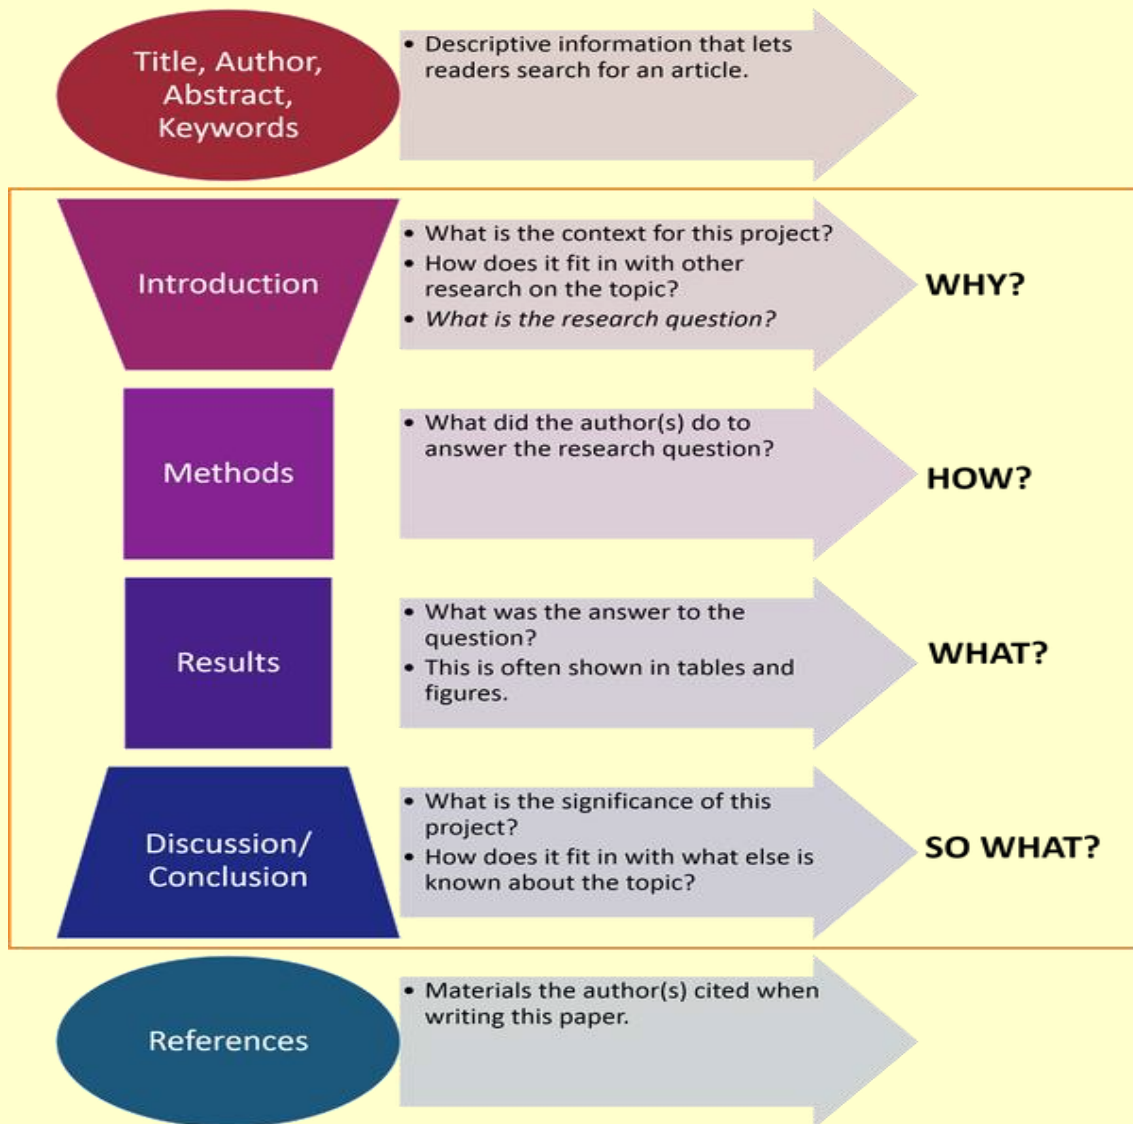 Title, Author,
Abstract,
Keywords
• Descriptive information that lets
readers search for an article.
Introduction
• What is the context for this project?
• How does it fit in with other
research on the topic?
• What is the research question?
WHY?
Methods
• What did the author(s) do to
answer the research question?
HOW?
Results
• What was the answer to the
question?
• This is often shown in tables and
figures.
WHAT?
Discussion/
Conclusion
• What is the significance of this
project?
• How does it fit in with what else is
known about the topic?
SO WHAT?
References
• Materials the author(s) cited when
writing this paper.